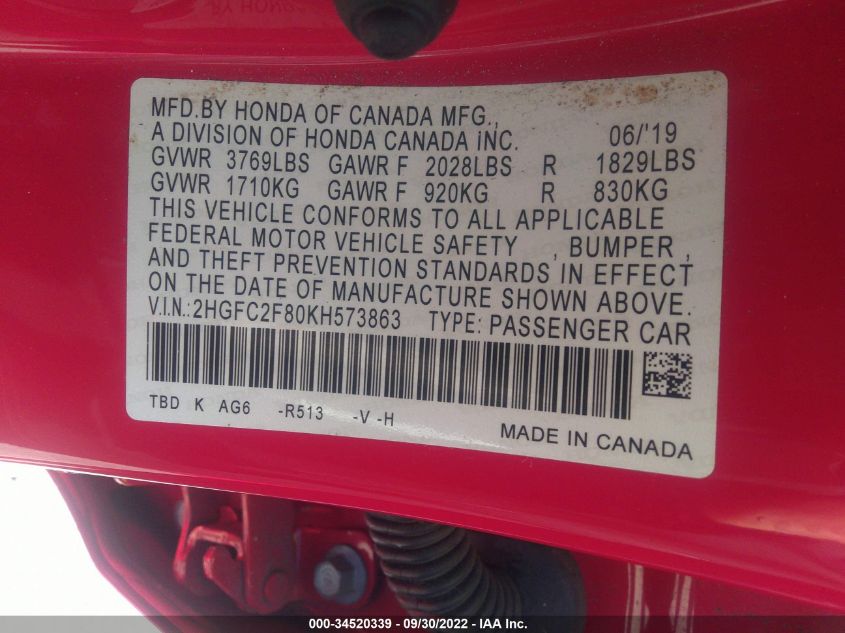 MFD.BY HONDA OF CANADA MFG.,
A DIVISION OF HONDA CANADA INC. 06/'19
GVWR 3769LBS GAWR F 2028LBS R 1829LBS
GVWR 1710KG GAWR F 920KG R 830KG
THIS VEHICLE CONFORMS TO ALL APPLICABLE
FEDERAL MOTOR VEHICLE SAFETY , BUMPER ,
AND THEFT PREVENTION STANDARDS IN EFFECT
ON THE DATE OF MANUFACTURE SHOWN ABOVE.
V.I.N.:2HGFC2F80KH573863 TYPE: PASSENGER CAR
TBD K AG6 -R513 -V -H
MADE IN CANADA
000-34520339 - 09/30/2022 - IAA Inc.